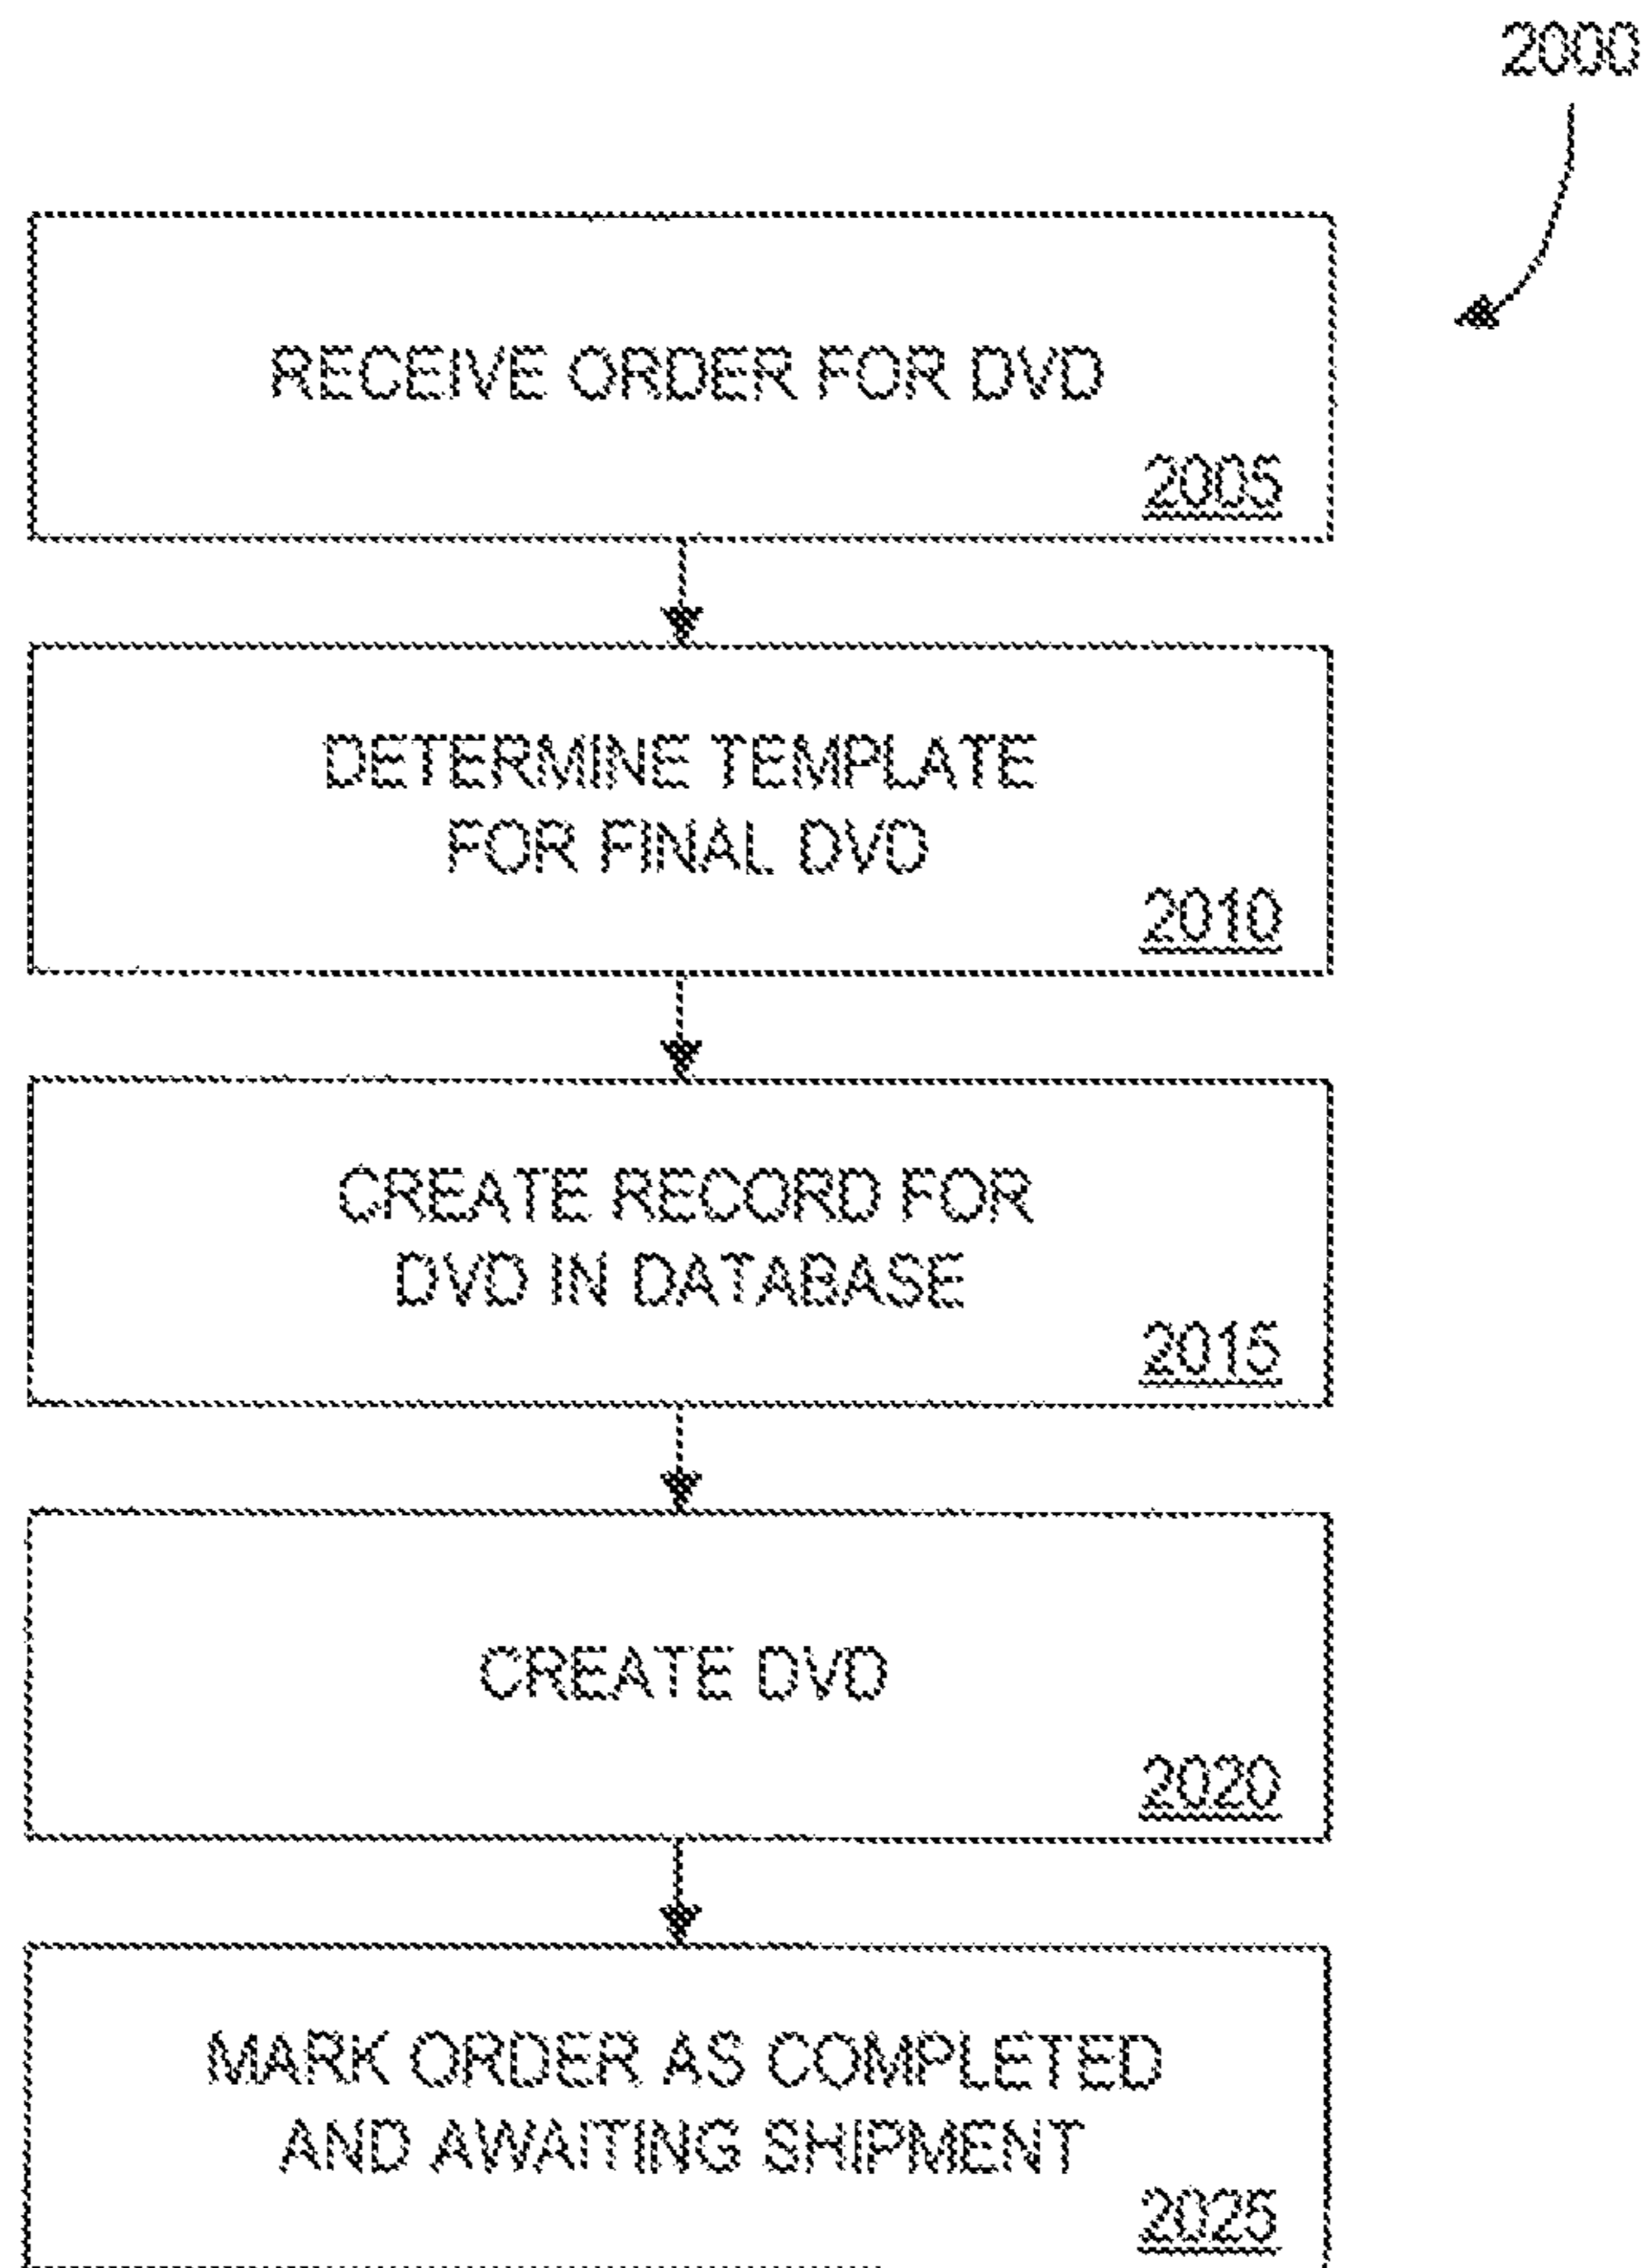 2000
RECEIVE ORDER FOR DVD
2005
DETERMINE TEMPLATE
FOR FINAL DVD
2010
CREATE RECORD FOR
DVD IN DATABASE
2015
CREATE DVD
2020
MARK ORDER AS COMPLETED
AND AWAITING SHIPMENT
2025